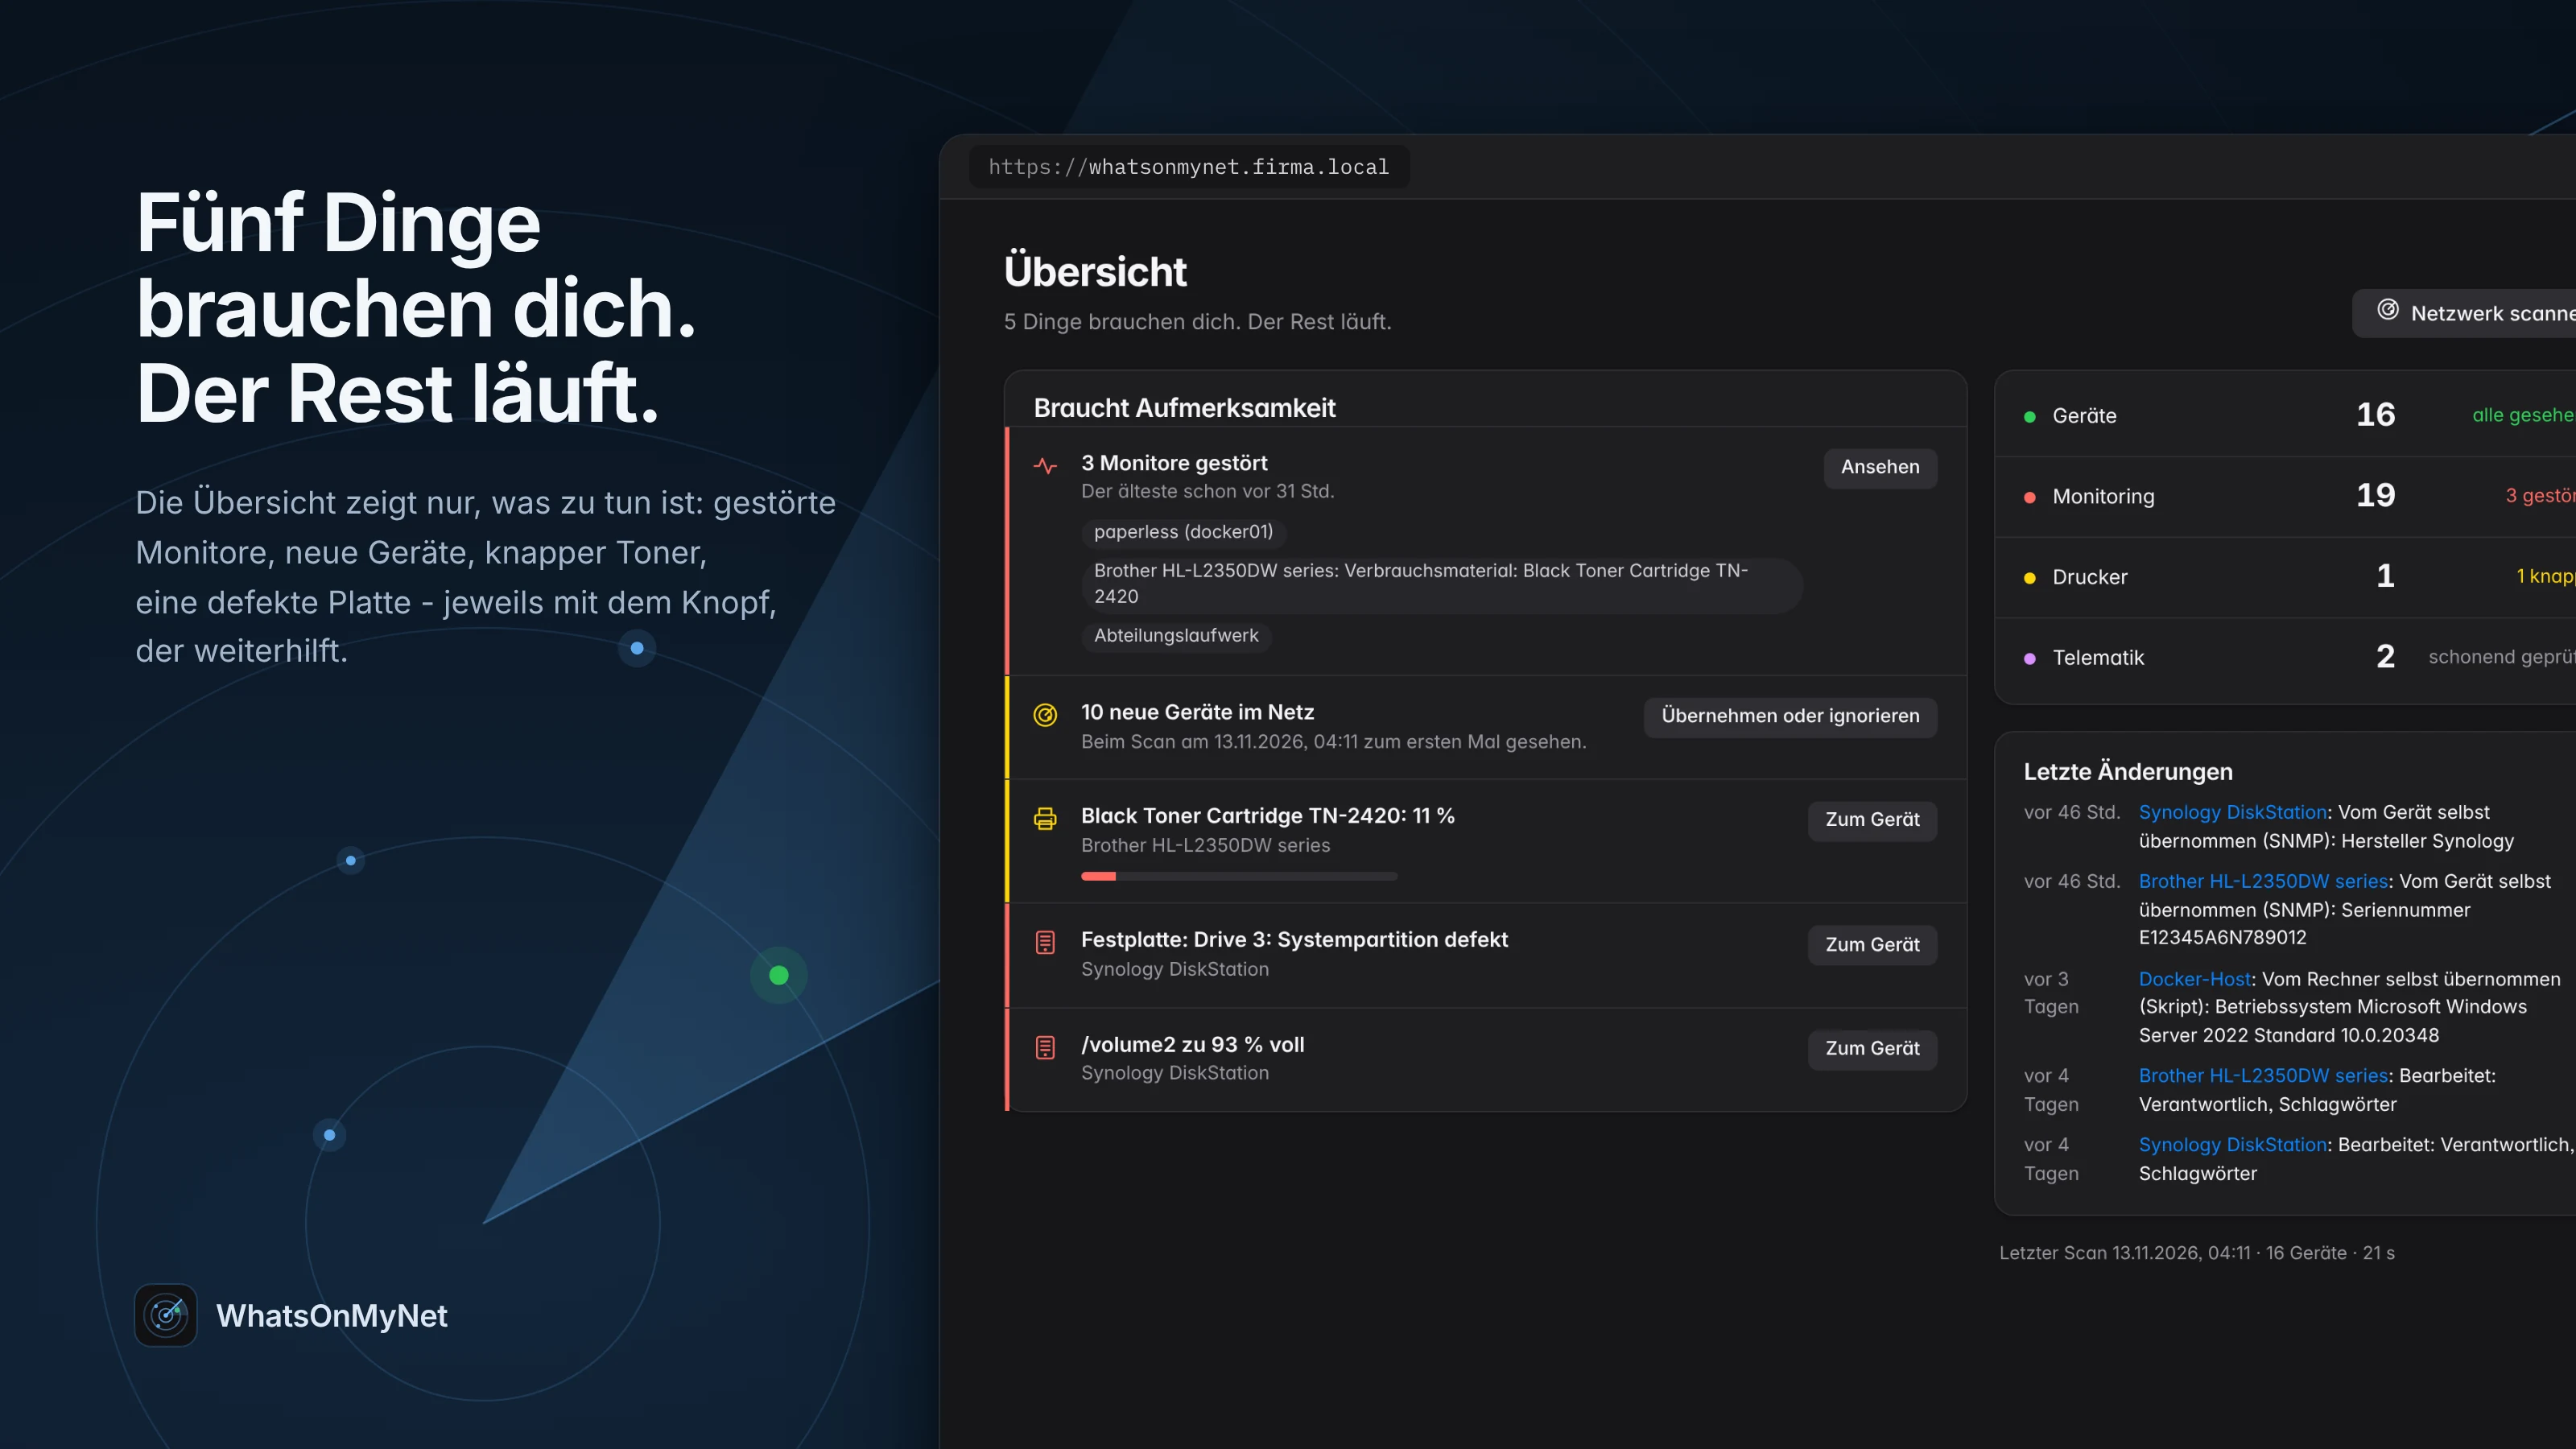 Fünf Dinge
brauchen dich.
Der Rest läuft.
Die Übersicht zeigt nur, was zu tun ist: gestörte
Monitore, neue Geräte, knapper Toner,
eine defekte Platte - jeweils mit dem Knopf,
der weiterhilft.
WhatsOnMyNet
https://whatsonmynet.firma.local
Übersicht
5 Dinge brauchen dich. Der Rest läuft.
Netzwerk scanne
Braucht Aufmerksamkeit
3 Monitore gestört
Ansehen
Der älteste schon vor 31 Std.
paperless (docker01)
Brother HL-L2350DW series: Verbrauchsmaterial: Black Toner Cartridge TN-
2420
Abteilungslaufwerk
10 neue Geräte im Netz
Übernehmen oder ignorieren
Beim Scan am 13.11.2026, 04:11 zum ersten Mal gesehen.
Black Toner Cartridge TN-2420: 11 %
Zum Gerät
Brother HL-L2350DW series
Festplatte: Drive 3: Systempartition defekt
Zum Gerät
Synology DiskStation
/volume2 zu 93 % voll
Zum Gerät
Synology DiskStation
Geräte 16 alle gesehe
Monitoring 19 3 gestör
Drucker 1 1 knapp
Telematik 2 schonend geprüf
Letzte Änderungen
vor 46 Std. Synology DiskStation: Vom Gerät selbst
übernommen (SNMP): Hersteller Synology
vor 46 Std. Brother HL-L2350DW series: Vom Gerät selbst
übernommen (SNMP): Seriennummer
E12345A6N789012
vor 3 Docker-Host: Vom Rechner selbst übernommen
Tagen (Skript): Betriebssystem Microsoft Windows
Server 2022 Standard 10.0.20348
vor 4 Brother HL-L2350DW series: Bearbeitet:
Tagen Verantwortlich, Schlagwörter
vor 4 Synology DiskStation: Bearbeitet: Verantwortlich,
Tagen Schlagwörter
Letzter Scan 13.11.2026, 04:11 · 16 Geräte · 21 s